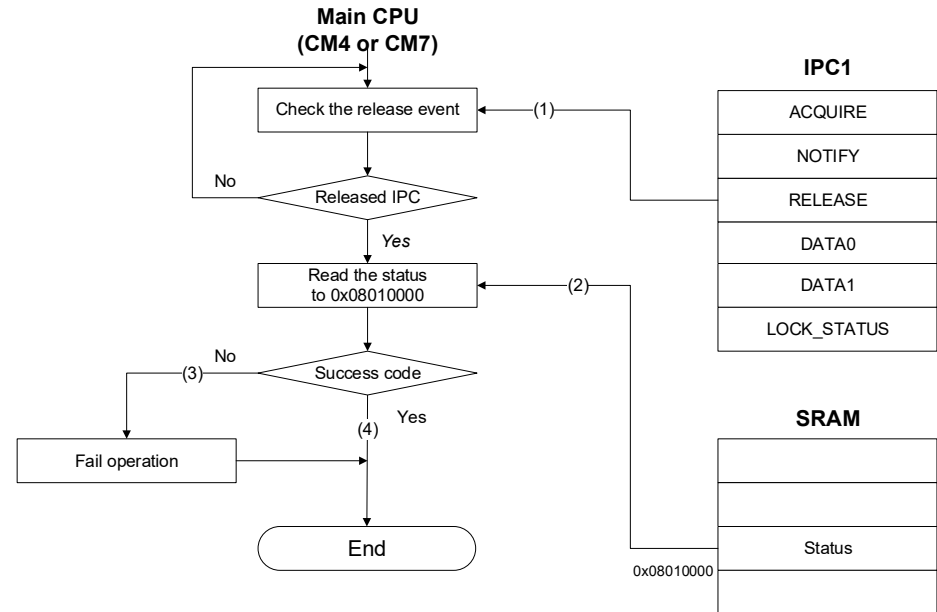 Main CPU
(CM4 or CM7)
Check the release event
(1)
No
Released IPC
Yes
Read the status
to 0x08010000
(2)
No
(3)
Success code
Yes
(4)
Fail operation
End
IPC1
ACQUIRE
NOTIFY
RELEASE
DATA0
DATA1
LOCK_STATUS
SRAM
Status
0x08010000